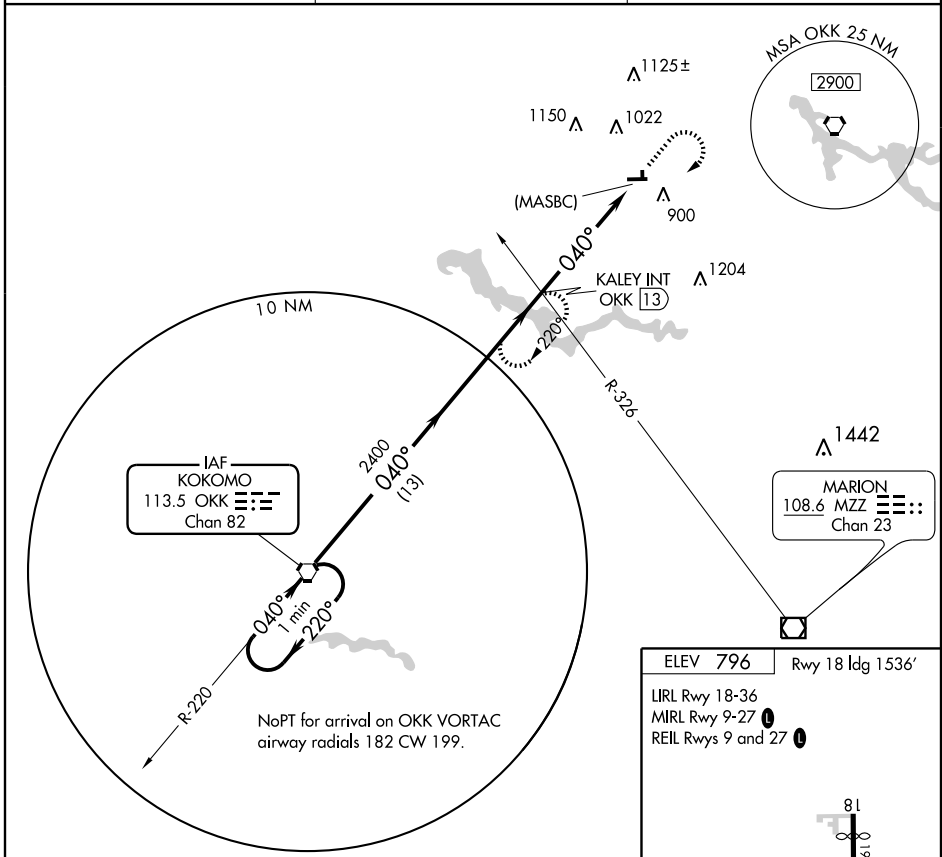 MSA OKK 25 NM
2900
1125±
1150
1022
(MASBC)
900
040°
KALEY INT
OKK 13
1204
10 NM
220°
R-326
2400
040°
(13)
1442
IAF
KOKOMO
113.5 OKK
Chan 82
MARION
108.6 MZZ
Chan 23
040°
1 min
220°
R-220
NoPT for arrival on OKK VORTAC
airway radials 182 CW 199.
ELEV 796
Rwy 18 ldg 1536'
LIRL Rwy 18-36
MIRL Rwy 9-27 L
REIL Rwys 9 and 27 L
18